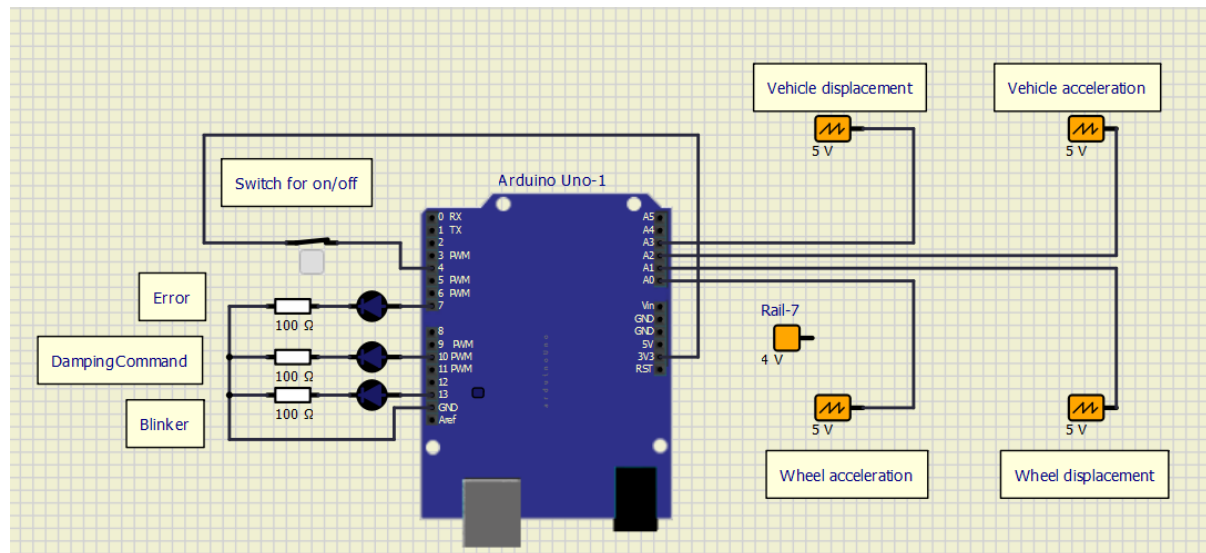 Vehicle displacement
Vehicle acceleration
5 V
5 V
Switch for on/off
Arduino Uno-1
0 RX
1 TX
2
3 PWM
4
5 PWM
6 PWM
7
8
9 PWM
10 PWM
11 PWM
12
13
GND
Aref
A5
A4
A3
A2
A1
A0
Vin
GND
GND
5V
3V3
RST
arduinoUno
Error
100 Ω
DampingCommand
100 Ω
Blinker
100 Ω
Rail-7
4 V
5 V
5 V
Wheel acceleration
Wheel displacement